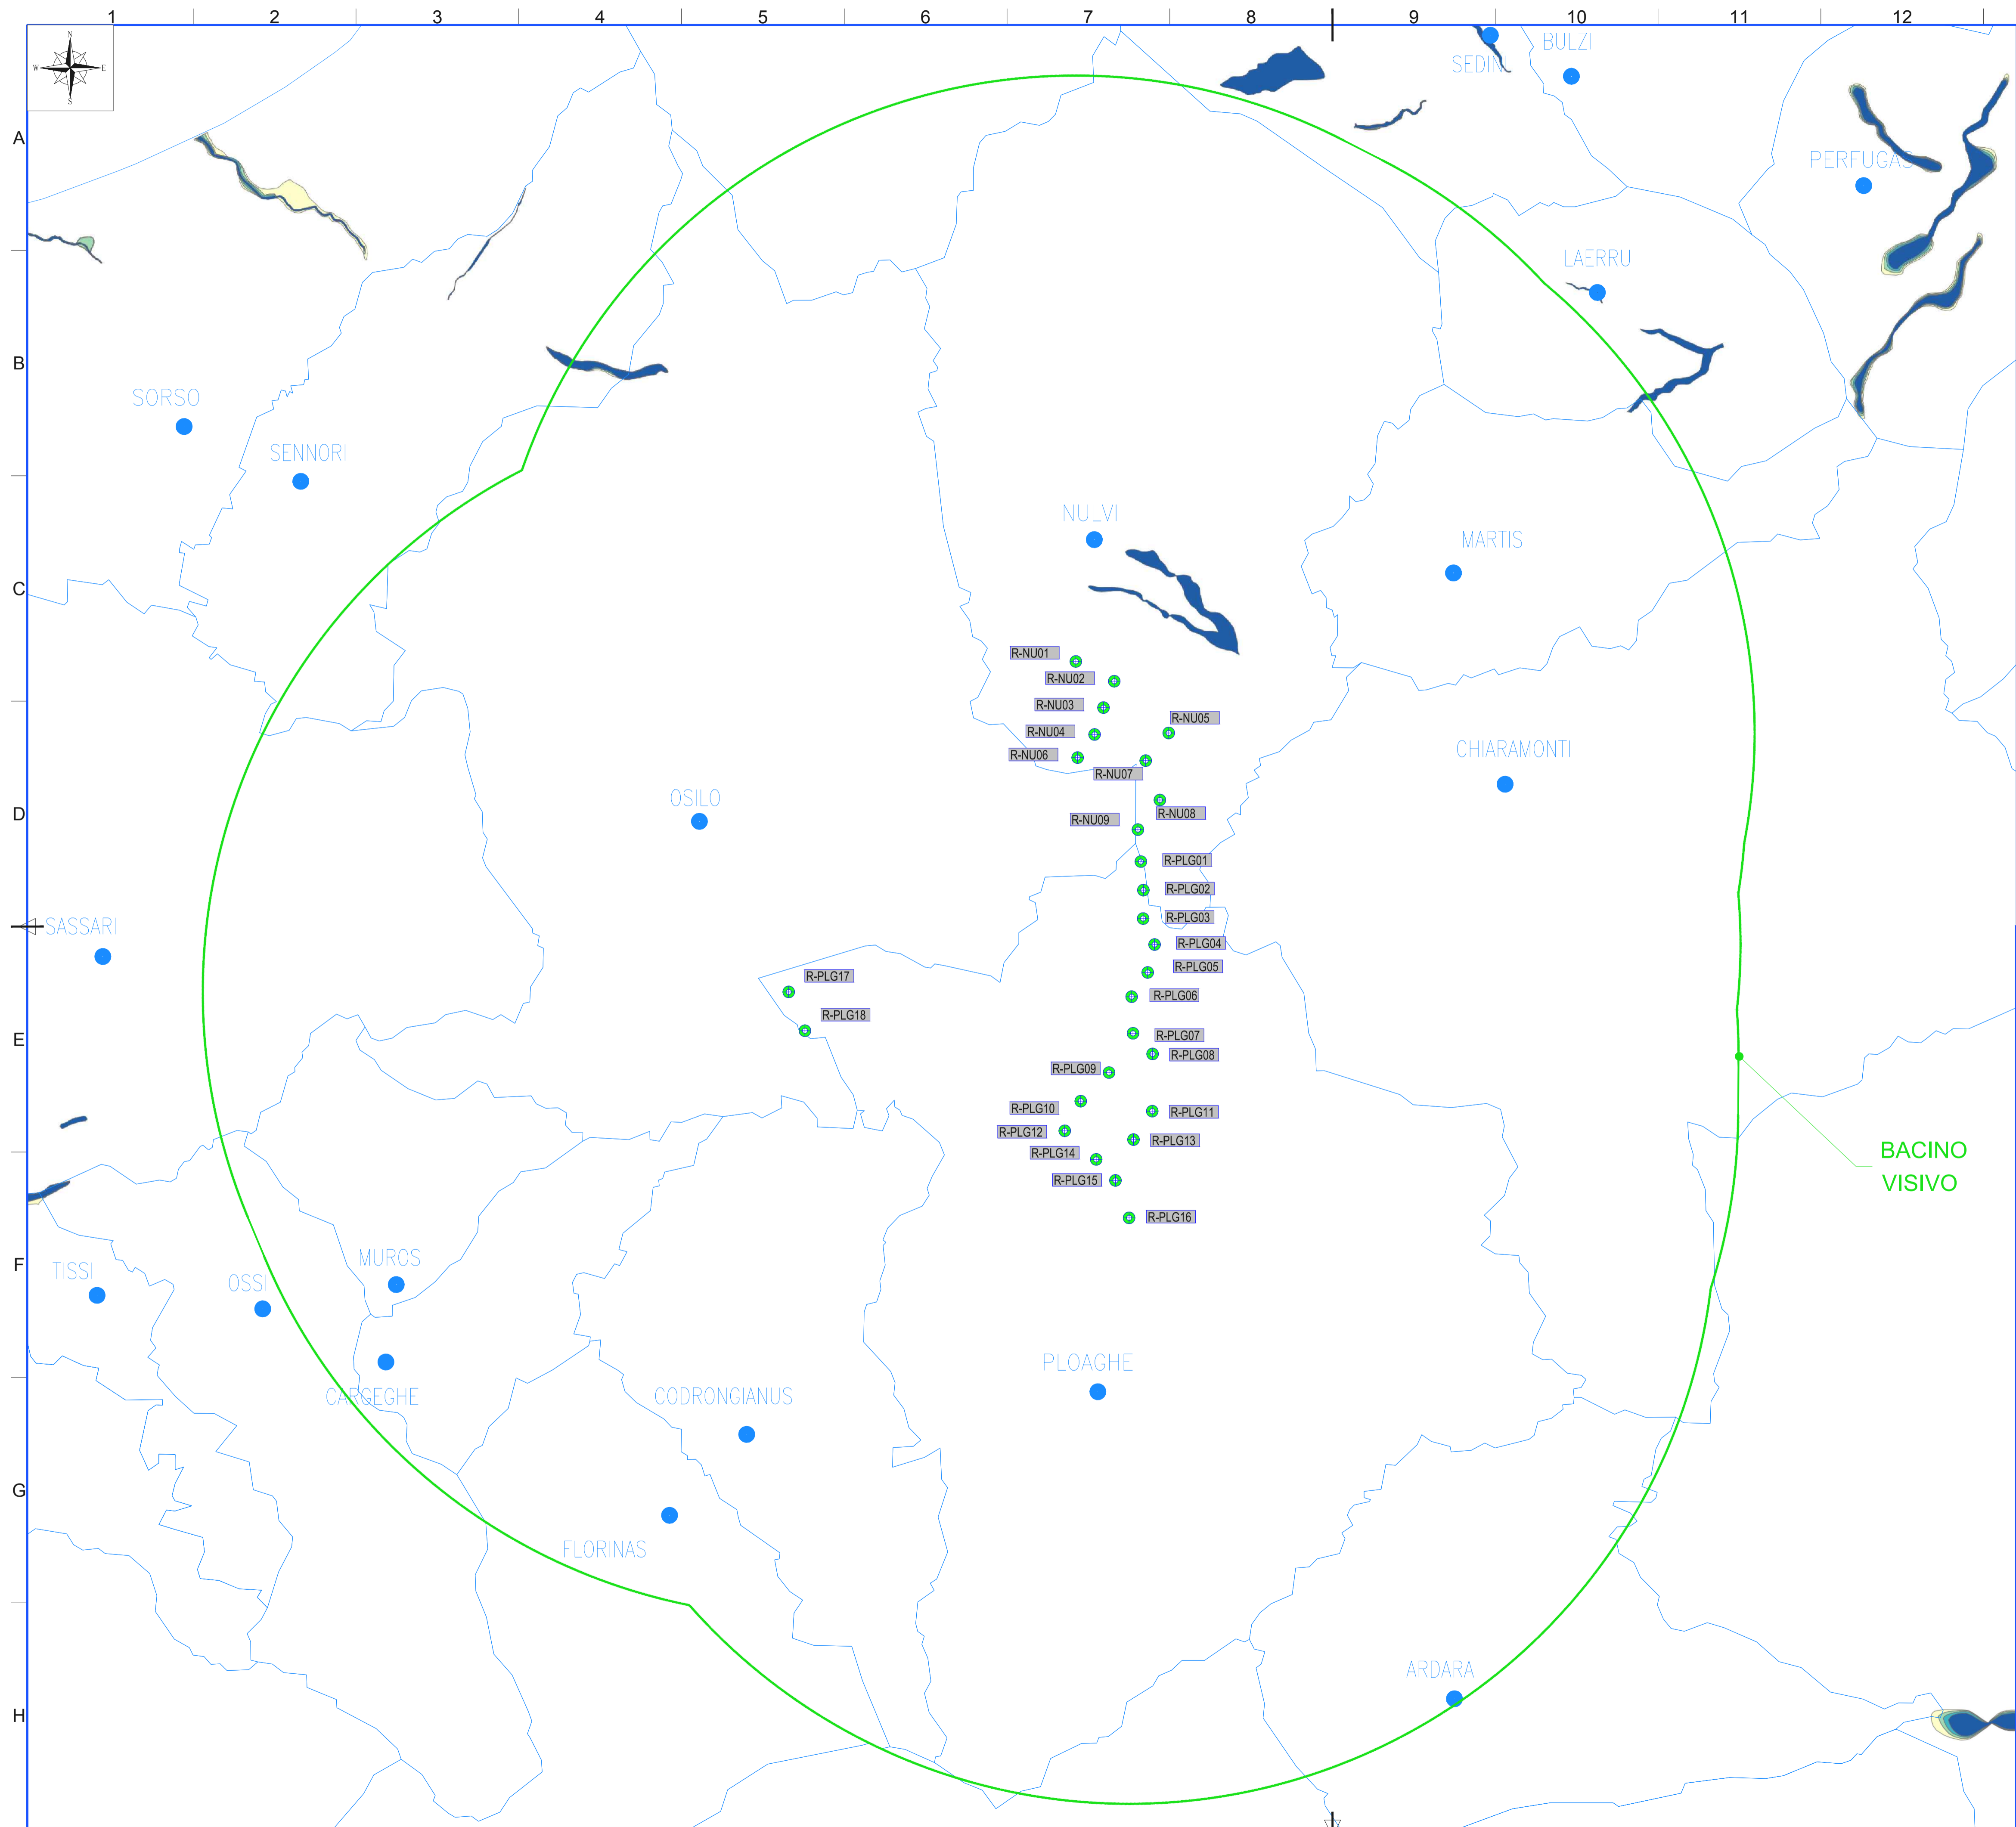 1 2 3 4 5 6 7 8 9 10 11 12
N
W E
S
A
B
C
D
E
F
G
H
SEDINI
BULZI
PERFUGAS
LAERRU
SORSO
SENNORI
NULVI
MARTIS
R-NU01
R-NU02
R-NU03
R-NU05
R-NU04
R-NU06
R-NU07
CHIARAMONTI
OSILO
R-NU08
R-NU09
R-PLG01
R-PLG02
R-PLG03
SASSARI
R-PLG04
R-PLG05
R-PLG17
R-PLG06
R-PLG18
R-PLG07
R-PLG08
R-PLG09
R-PLG10
R-PLG11
R-PLG12
R-PLG13
R-PLG14
BACINO
VISIVO
R-PLG15
R-PLG16
MUROS
TISSI
OSSI
PLOAGHE
CARGEGHE
CODRONGIANUS
FLORINAS
ARDARA